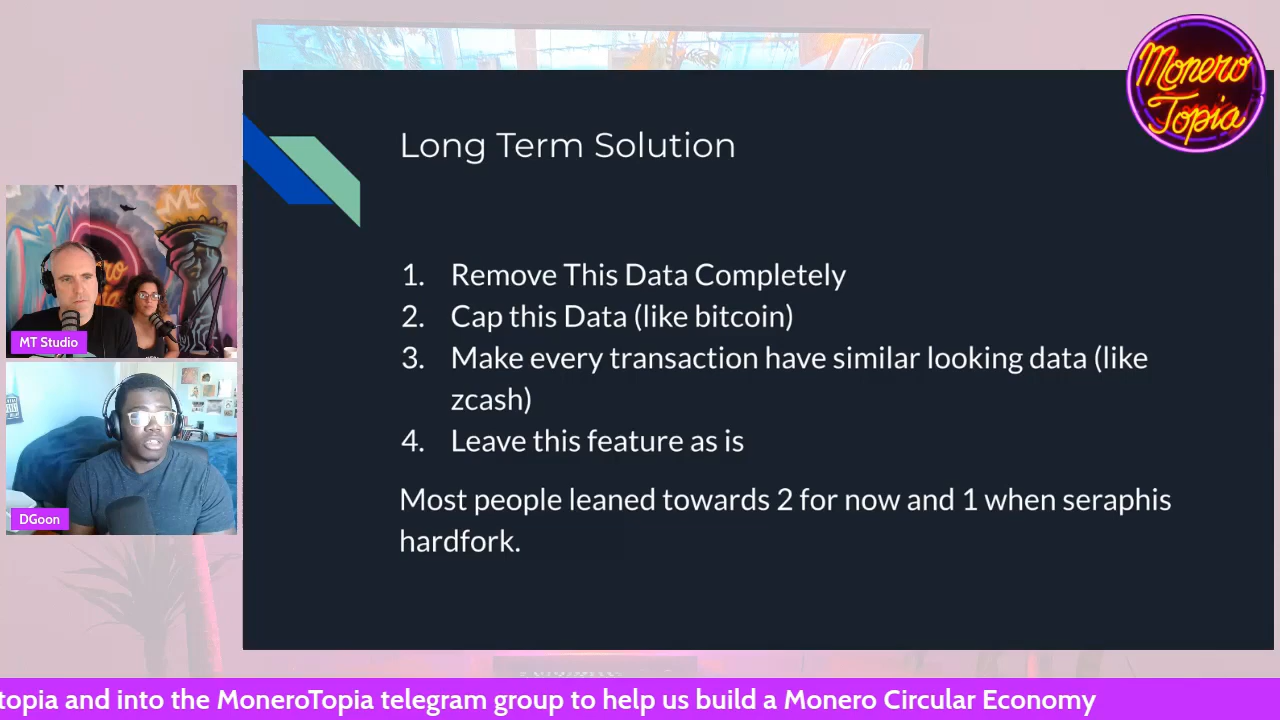 Monero
Topia
Long Term Solution
1. Remove This Data Completely
2. Cap this Data (like bitcoin)
3. Make every transaction have similar looking data (like
zcash)
4. Leave this feature as is
Most people leaned towards 2 for now and 1 when seraphis
hardfork.
MT Studio
DGoon
topia and into the MoneroTopia telegram group to help us build a Monero Circular Economy